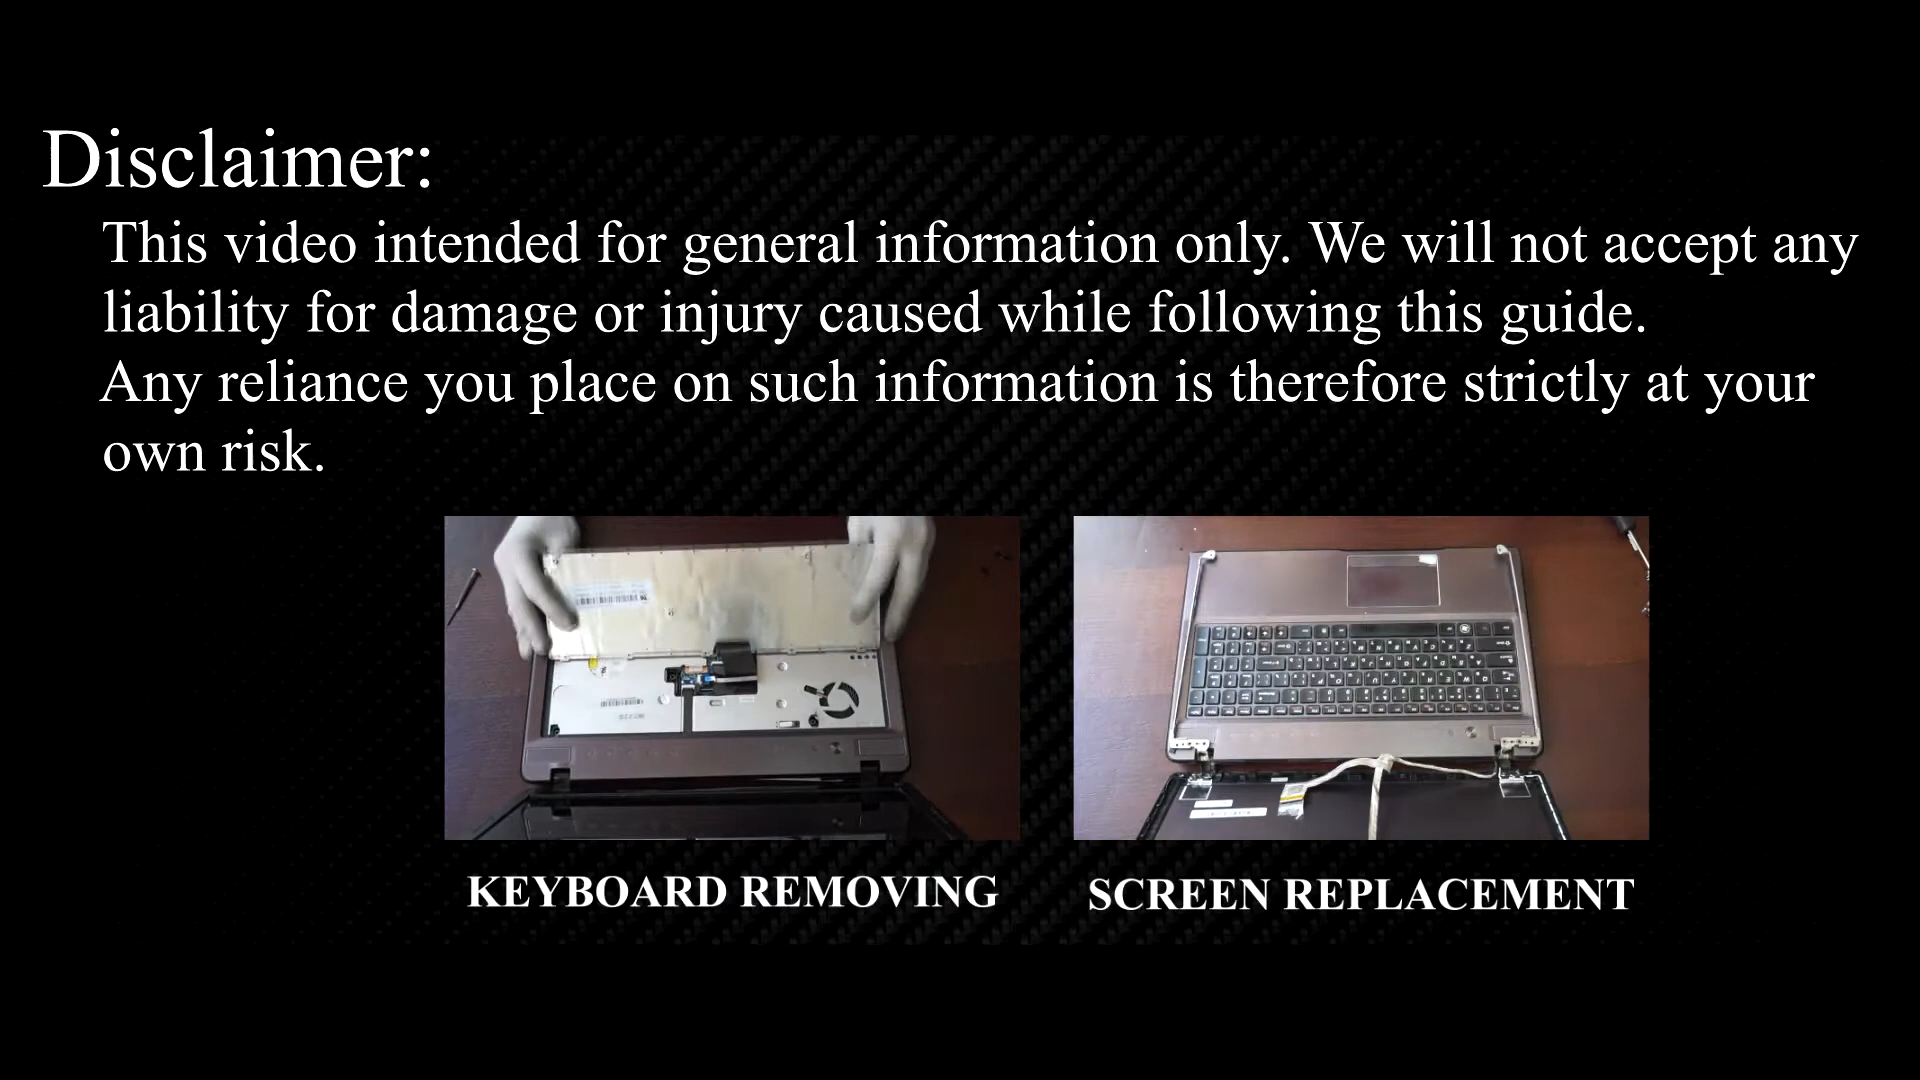 Disclaimer:
This video intended for general information only. We will not accept any
liability for damage or injury caused while following this guide.
Any reliance you place on such information is therefore strictly at your
own risk.
KEYBOARD REMOVING
SCREEN REPLACEMENT